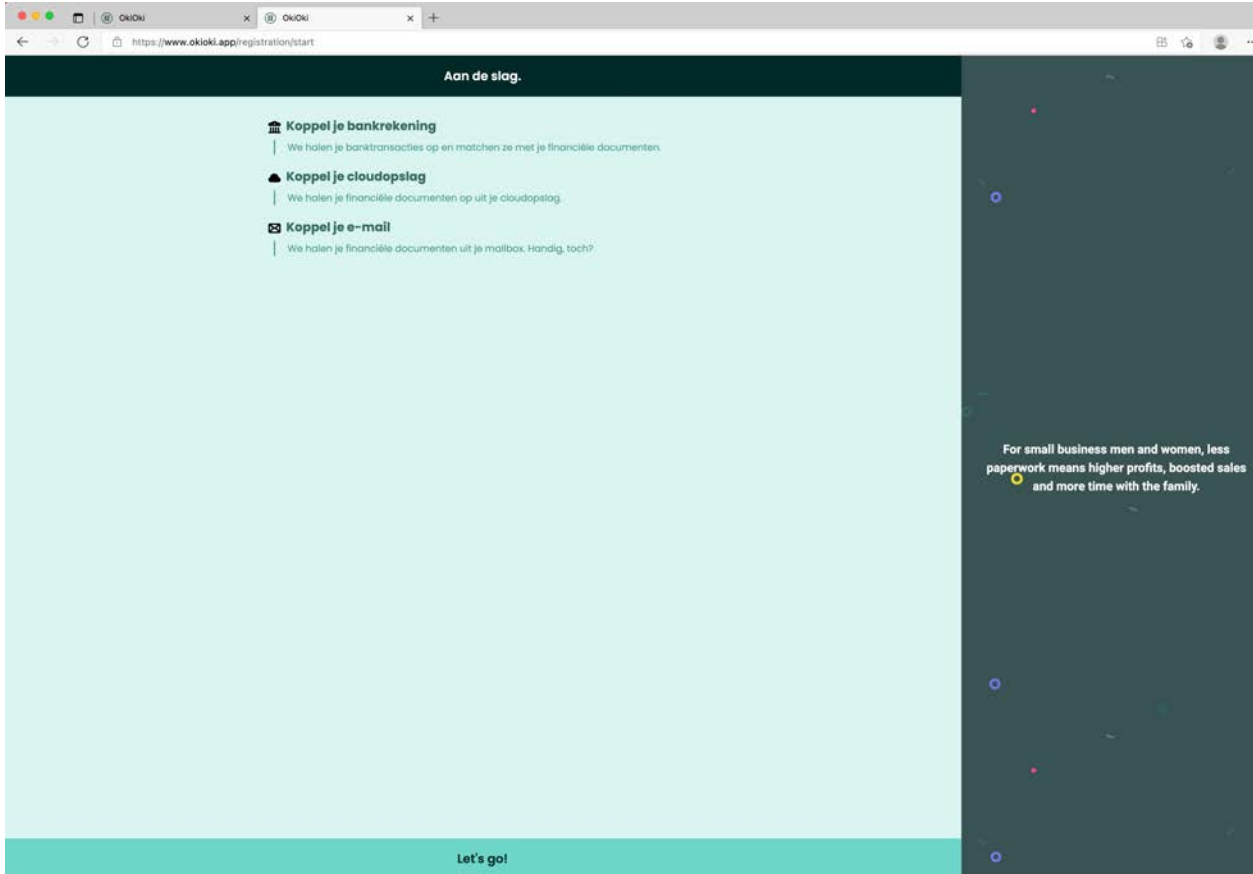 OkiOki
OkiOki
https://www.okioki.app/registration/start
Aan de slag.
Koppel je bankrekening
We halen je banktransacties op en matchen ze met je financiële documenten.
Koppel je cloudopslag
We halen je financiële documenten op uit je cloudopslag.
Koppel je e-mail
We halen je financiële documenten uit je mailbox. Handig, toch?
For small business men and women, less
paperwork means higher profits, boosted sales
and more time with the family.
Let's go!